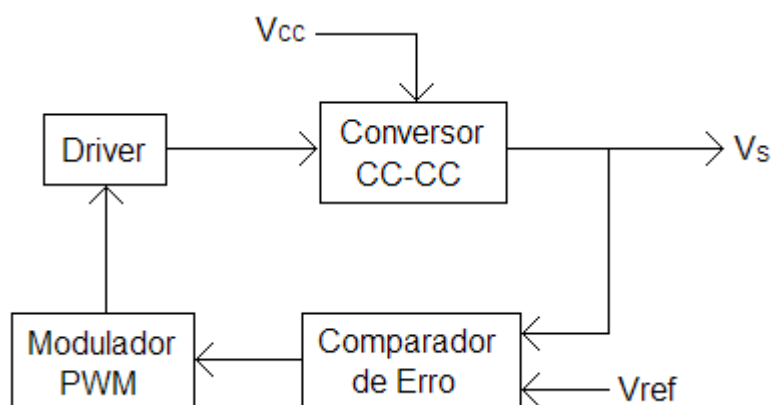 Vcc
Driver
Conversor
CC-CC
Vs
Modulador
PWM
Comparador
de Erro
Vref